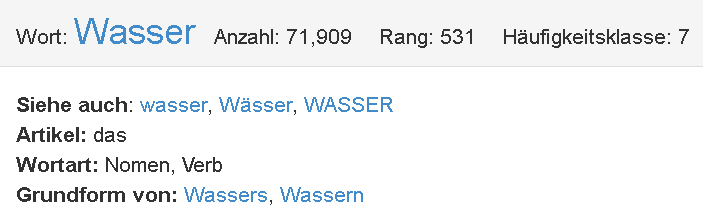 Wort: Wasser Anzahl: 71,909 Rang: 531 Häufigkeitsklasse: 7
Siehe auch: wasser, Wässer, WASSER
Artikel: das
Wortart: Nomen, Verb
Grundform von: Wassers, Wassern